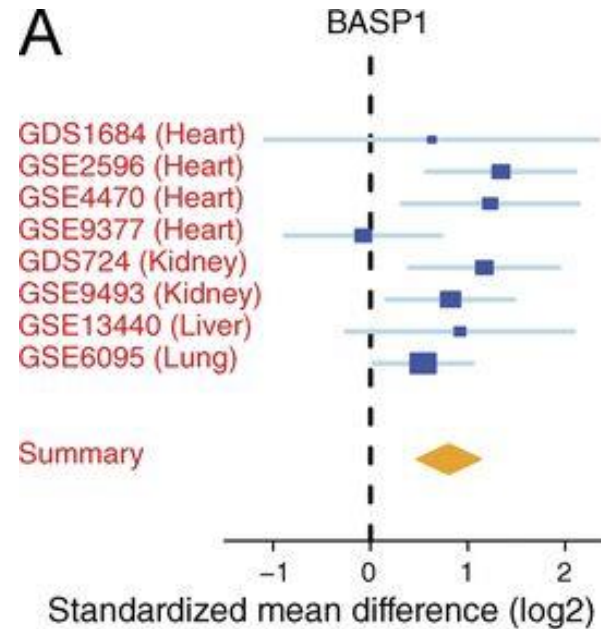 A
BASP1
GDS1684 (Heart)
GSE2596 (Heart)
GSE4470 (Heart)
GSE9377 (Heart)
GDS724 (Kidney)
GSE9493 (Kidney)
GSE13440 (Liver)
GSE6095 (Lung)
Summary
−1 0 1 2
Standardized mean difference (log2)